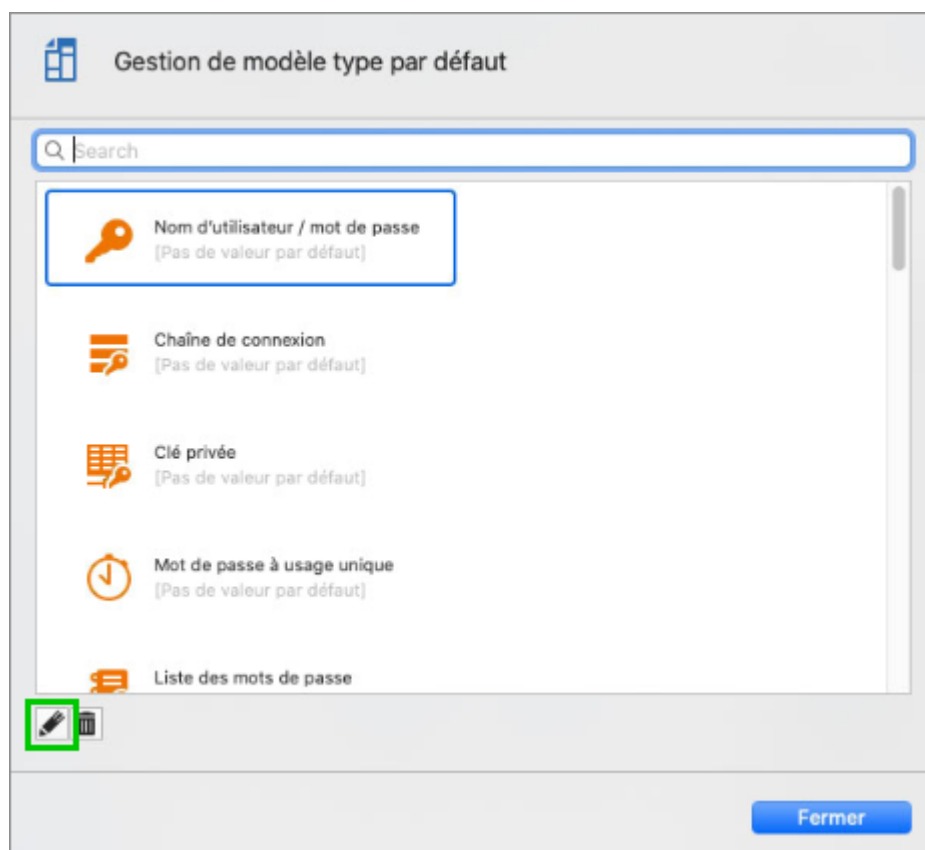 Gestion de modèle type par défaut
Search
Nom d'utilisateur / mot de passe
[Pas de valeur par défaut]
Chaîne de connexion
[Pas de valeur par défaut]
Clé privée
[Pas de valeur par défaut]
Mot de passe à usage unique
[Pas de valeur par défaut]
Liste des mots de passe
Fermer